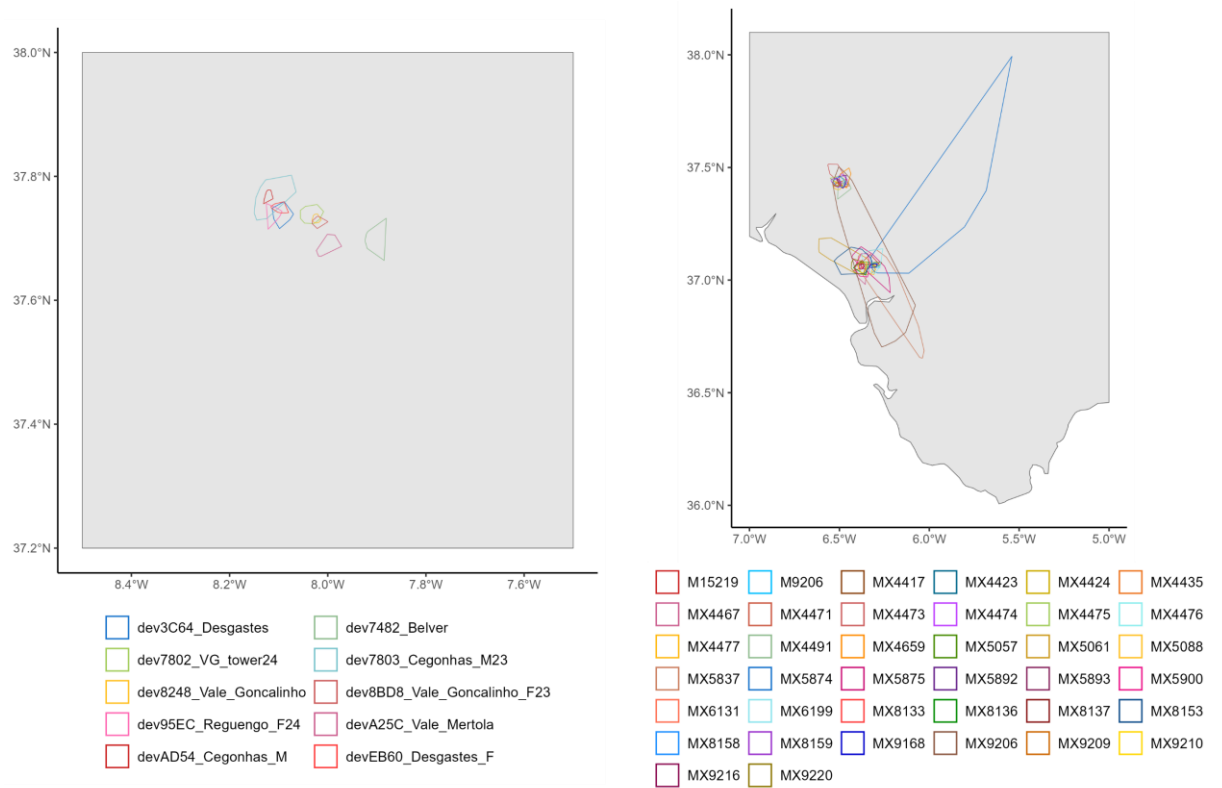 38.0°N
37.8°N
37.6°N
37.4°N
37.2°N
8.4°W 8.2°W 8.0°W 7.8°W 7.6°W
dev3C64_Desgastes dev7482_Belver
dev7802_VG_tower24 dev7803_Cegonhas_M23
dev8248_Vale_Goncalinho dev8BD8_Vale_Goncalinho_F23
dev95EC_Reguengo_F24 devA25C_Vale_Mertola
devAD54_Cegonhas_M devEB60_Desgastes_F
38.0°N
37.5°N
37.0°N
36.5°N
36.0°N
7.0°W 6.5°W 6.0°W 5.5°W 5.0°W
M15219 M9206 MX4417 MX4423 MX4424 MX4435
MX4467 MX4471 MX4473 MX4474 MX4475 MX4476
MX4477 MX4491 MX4659 MX5057 MX5061 MX5088
MX5837 MX5874 MX5875 MX5892 MX5893 MX5900
MX6131 MX6199 MX8133 MX8136 MX8137 MX8153
MX8158 MX8159 MX9168 MX9206 MX9209 MX9210
MX9216 MX9220